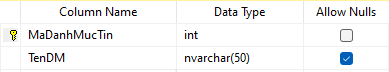 Column Name Data Type Allow Nulls
MaDanhMucTin int
TenDM nvarchar(50)